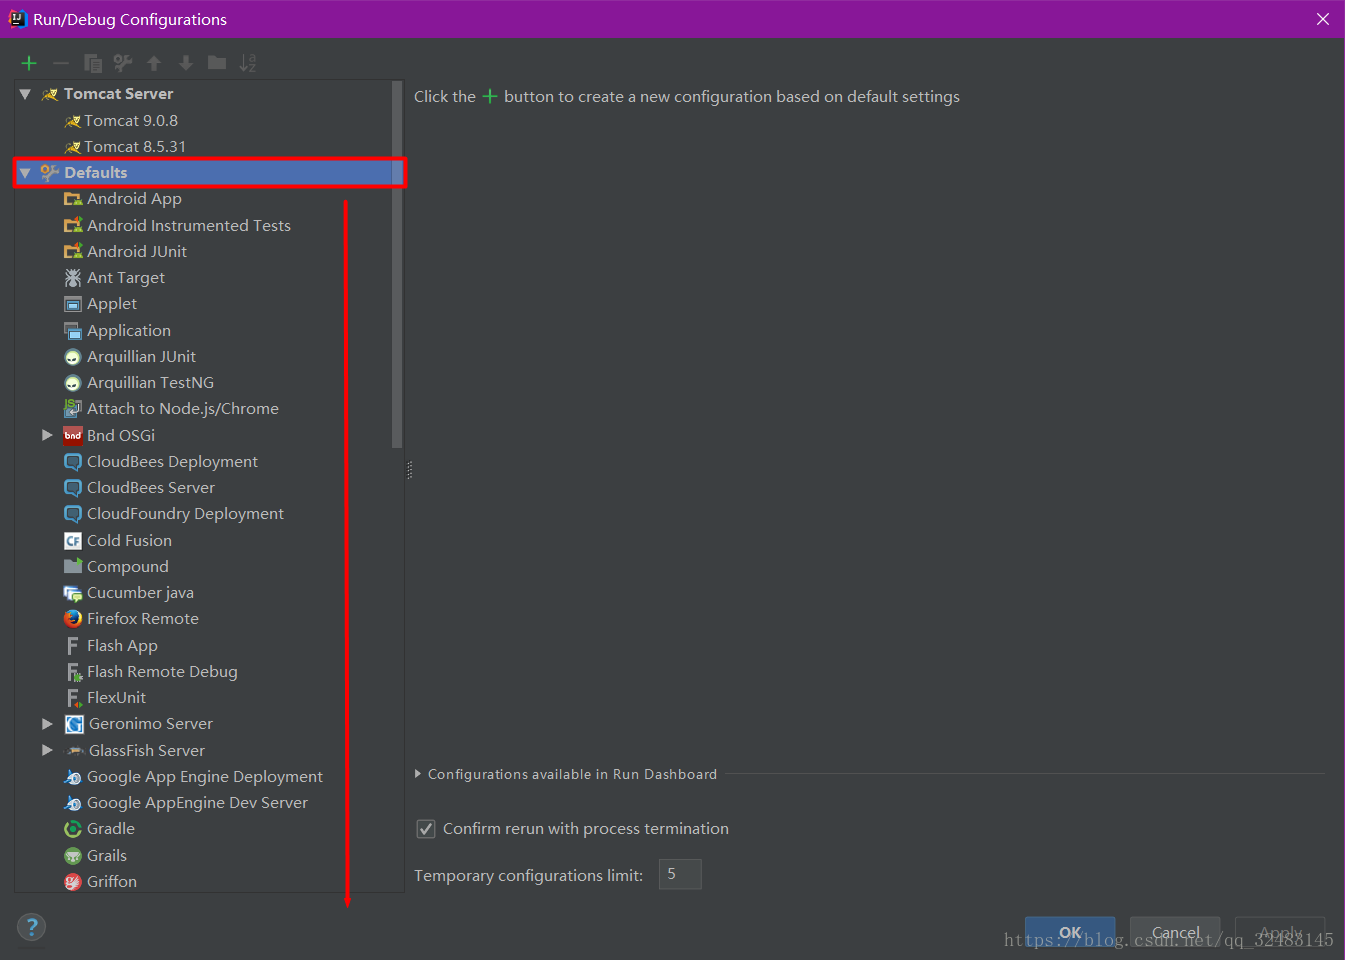 Run/Debug Configurations
Click the + button to create a new configuration based on default settings
Tomcat Server
Tomcat 9.0.8
Tomcat 8.5.31
Defaults
Android App
Android Instrumented Tests
Android JUnit
Ant Target
Applet
Application
Arquillian JUnit
Arquillian TestNG
Attach to Node.js/Chrome
bnd Bnd OSGi
CloudBees Deployment
CloudBees Server
CloudFoundry Deployment
CF Cold Fusion
Compound
Cucumber java
Firefox Remote
Flash App
Flash Remote Debug
FlexUnit
Geronimo Server
GlassFish Server
Google App Engine Deployment
Google AppEngine Dev Server
Gradle
Grails
Griffon
Configurations available in Run Dashboard
Confirm rerun with process termination
Temporary configurations limit: 5
?
OK
Cancel
Apply
https://blog.csdn.net/qq_32483145